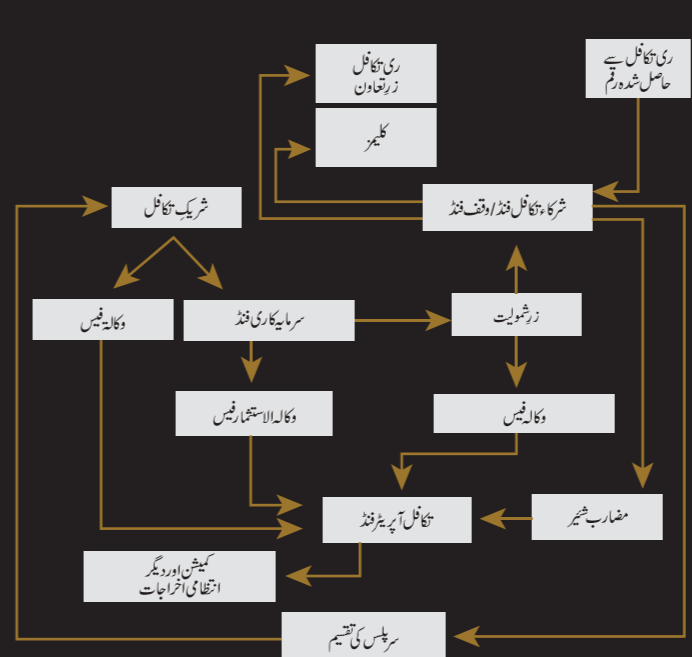 ری تکافل سے
حاصل شدہ رقم
ری تکافل
زرِتعاون
کلیمز
شرکاء تکافل فنڈ/وقف فنڈ
شریکِ تکافل
زرِشمولیت
سرمایہ کاری فنڈ
وکالۃ فیس
وکالہ فیس
وکالہ الاستثمار فیس
مضارب شئیر
تکافل آپریٹر فنڈ
کمیشن اور دیگر
انتظامی اخراجات
سرپلس کی تقسیم